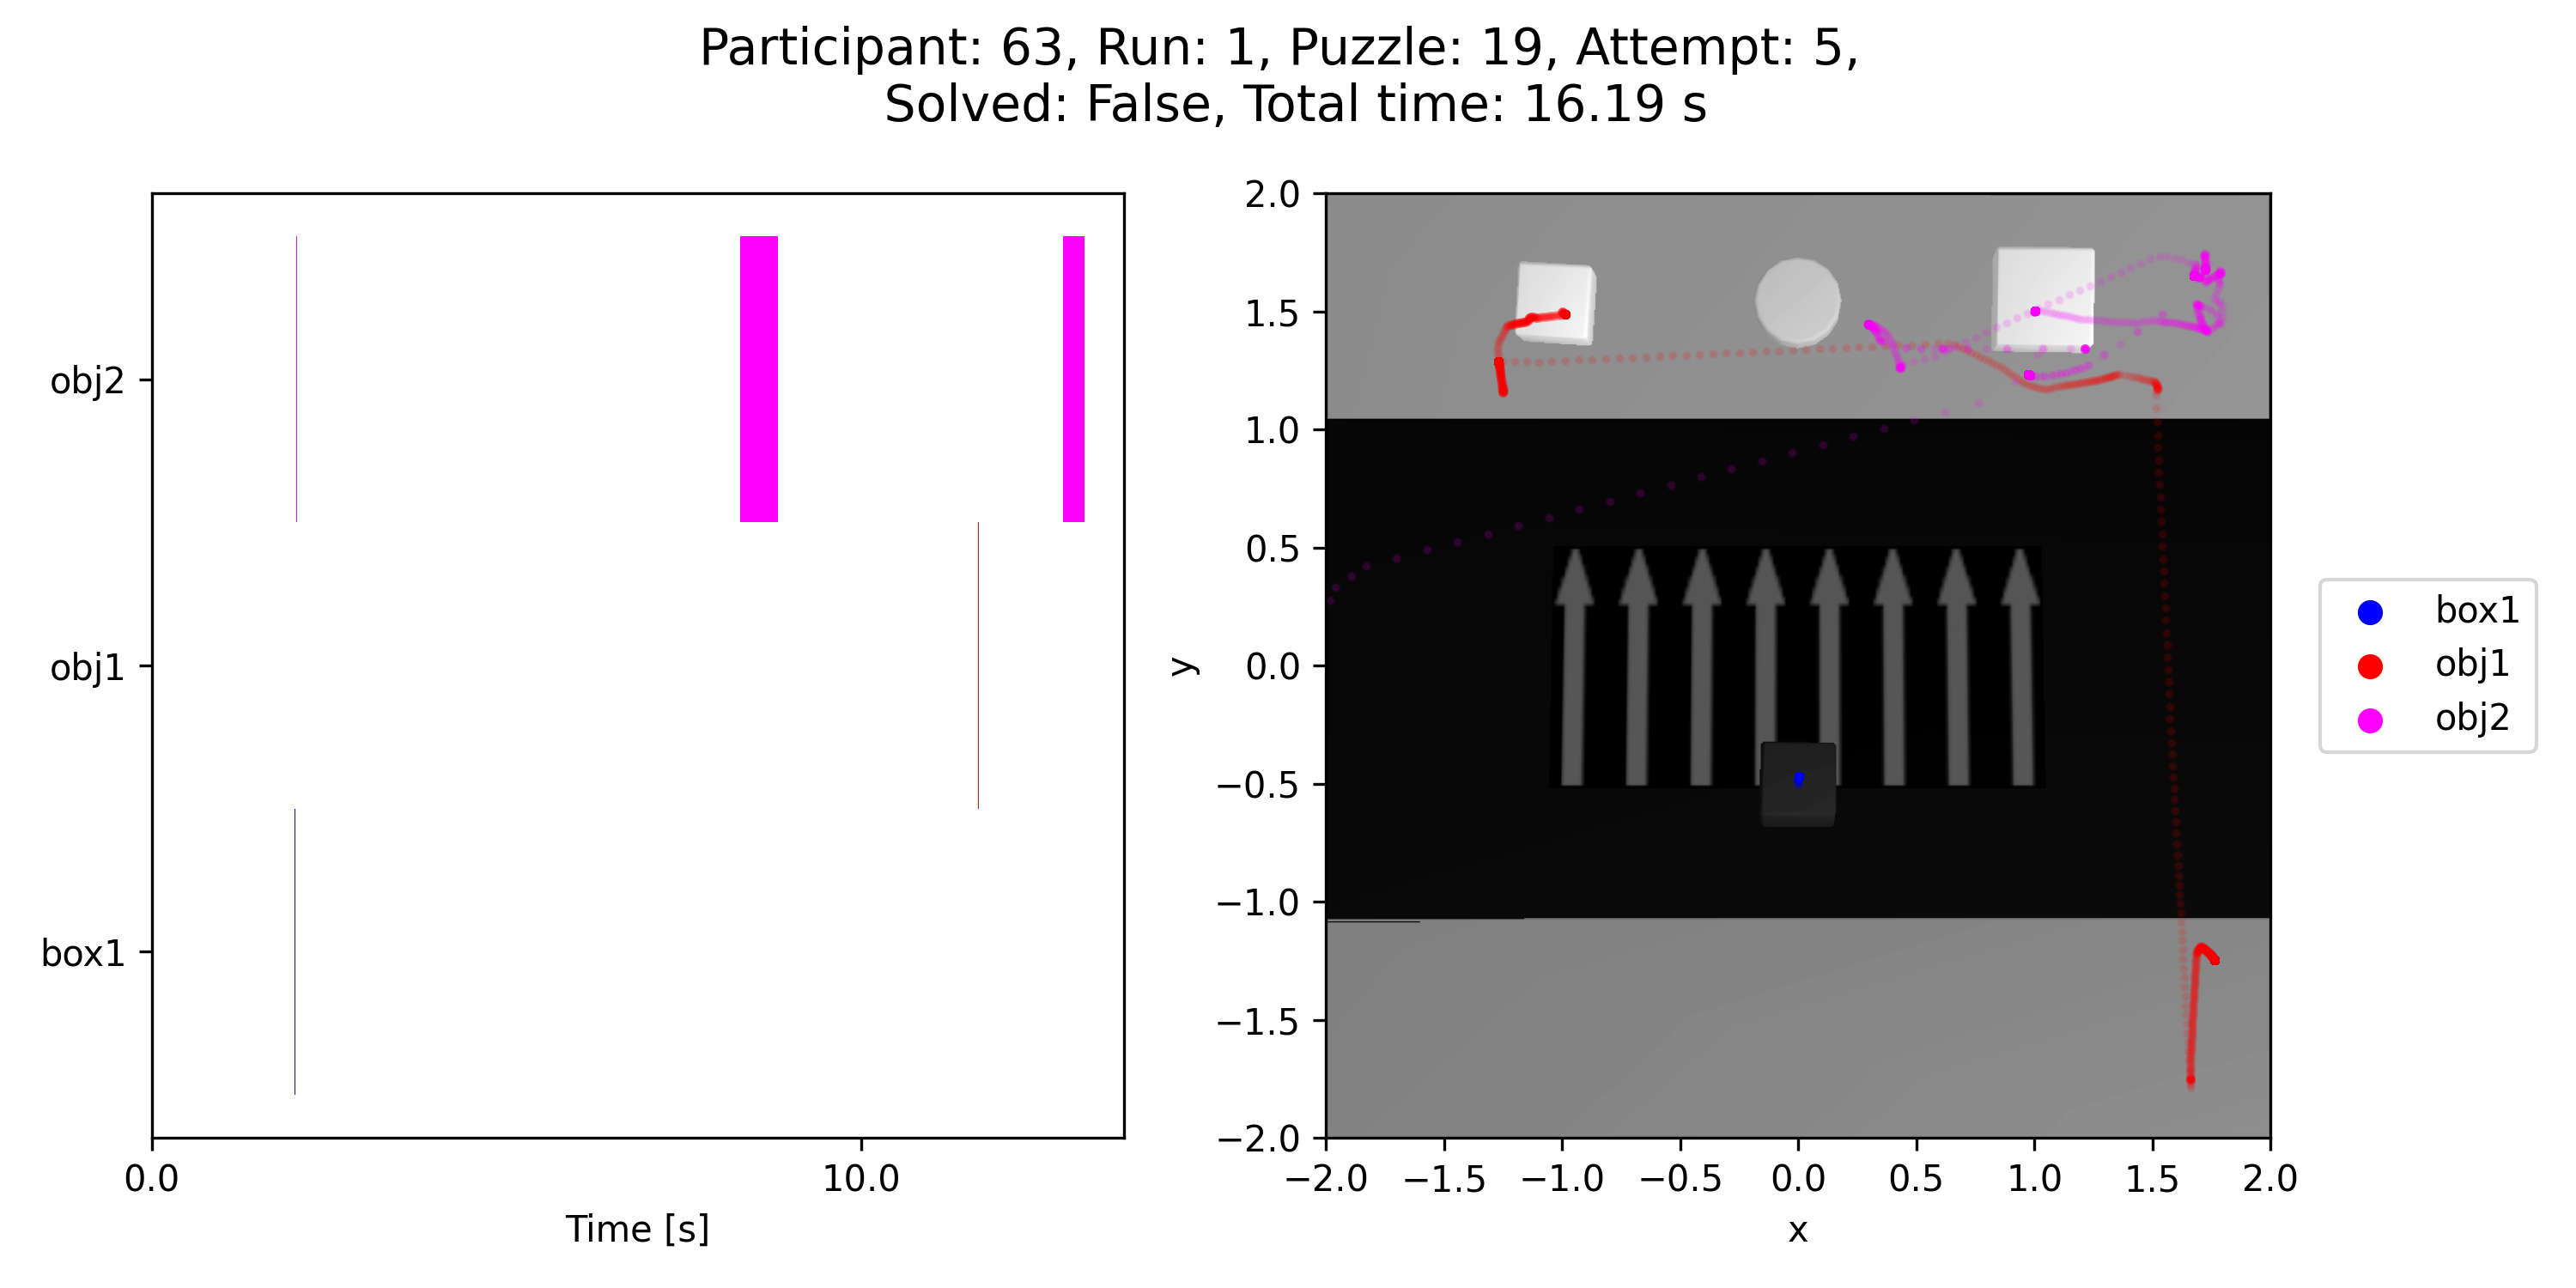 Participant: 63, Run: 1, Puzzle: 19, Attempt: 5,
Solved: False, Total time: 16.19 s
obj2
obj1
box1
0.0
10.0
Time [s]
2.0
1.5
1.0
0.5
0.0
−0.5
−1.0
−1.5
−2.0
y
−2.0
−1.5
−1.0
−0.5
0.0
0.5
1.0
1.5
2.0
x
box1
obj1
obj2